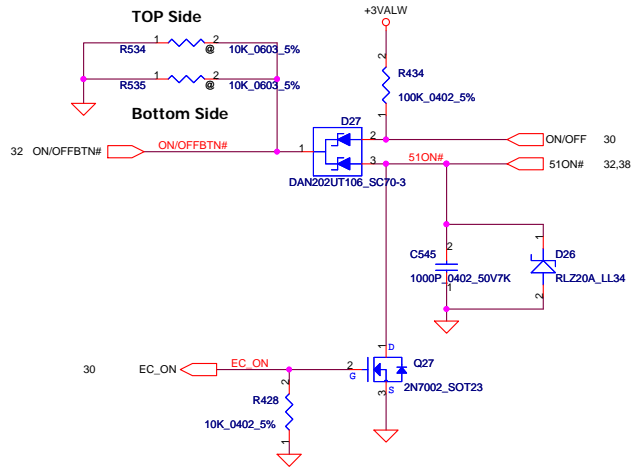 TOP Side
+3VALW
1 2
R534 @ 10K_0603_5%
1 2
R535 @ 10K_0603_5%
2
R434
100K_0402_5%
1
Bottom Side
D27
32 ON/OFFBTN# ON/OFFBTN# 1
2 ON/OFF 30
3 51ON# 51ON# 32,38
DAN202UT106_SC70-3
C545 2
1000P_0402_50V7K
1
1 D26
RLZ20A_LL34
2
1 D
30 EC_ON EC_ON 2 G Q27
S 2N7002_SOT23
3
2
R428
10K_0402_5%
1